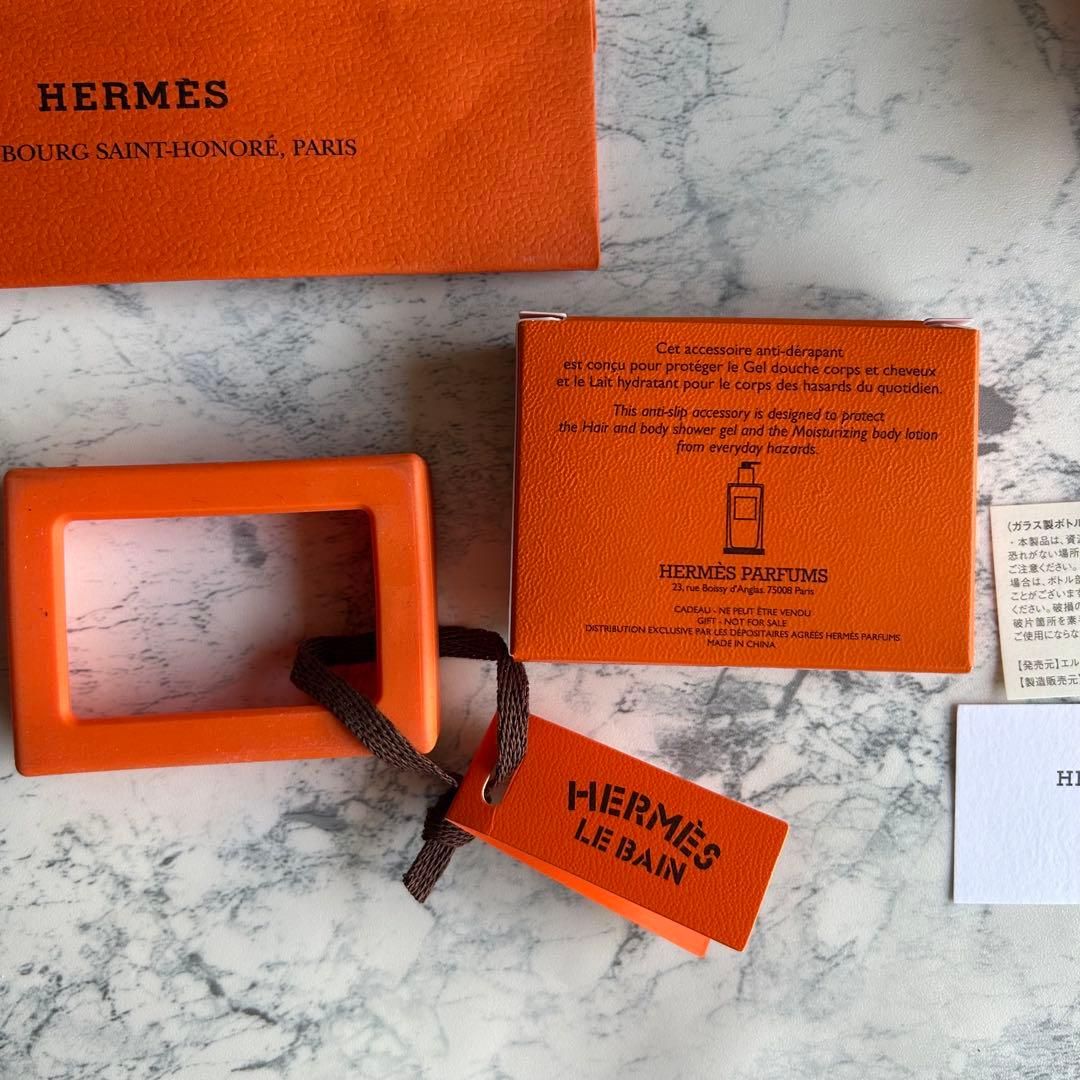 HERMÈS
BOURG SAINT-HONORÉ, PARIS
Cet accessoire anti-dérapant
est conçu pour protéger le Gel douche corps et cheveux
et le Lait hydratant pour le corps des hasards du quotidien.
This anti-slip accessory is designed to protect
the Hair and body shower gel and the Moisturizing body lotion
from everyday hazards.
HERMÈS PARFUMS
23, rue Boissy d'Anglas. 75008 Paris
CADEAU - NE PEUT ÊTRE VENDU
GIFT - NOT FOR SALE
DISTRIBUTION EXCLUSIVE PAR LES DÉPOSITAIRES AGRÉÉS HERMÈS PARFUMS
MADE IN CHINA
(ガラス製ボトル
・本製品は、資
恐れがない場所
ご注意ください。
場合は、ボトル部
ことがございます
ください。破損の
破片箇所を素
ご使用にならな
【発売元】エル
【製造販売元】
H
HERMÈS
LE BAIN